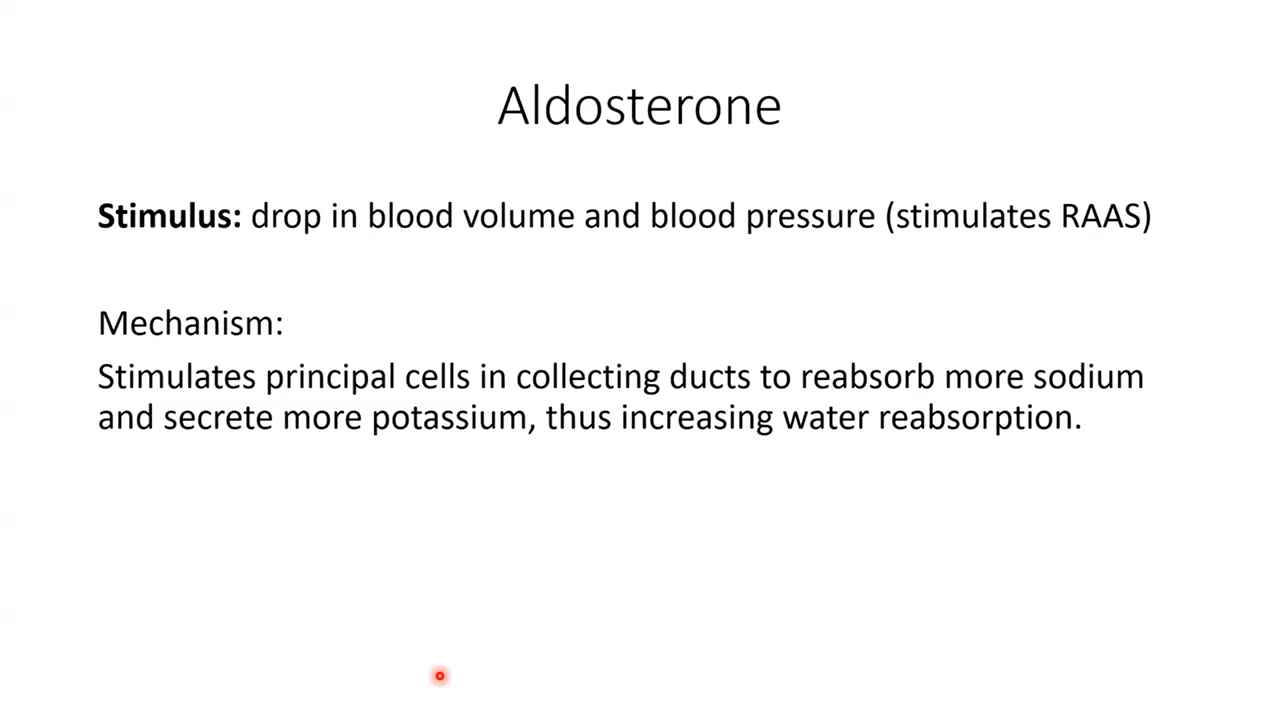 Aldosterone
Stimulus: drop in blood volume and blood pressure (stimulates RAAS)
Mechanism:
Stimulates principal cells in collecting ducts to reabsorb more sodium
and secrete more potassium, thus increasing water reabsorption.